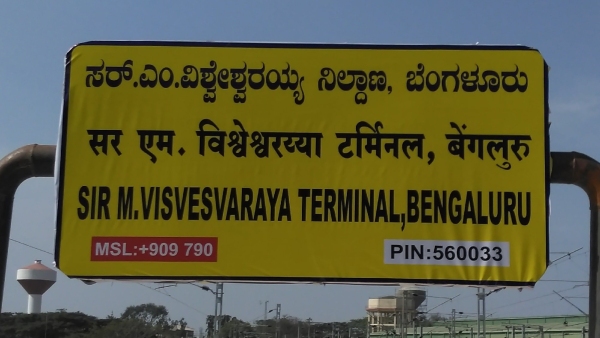 ಸರ್.ಎಂ.ವಿಶ್ವೇಶ್ವರಯ್ಯ ನಿಲ್ದಾಣ, ಬೆಂಗಳೂರು
सर एम. विश्वेश्वरय्या टर्मिनल, बेंगलुरु
SIR M.VISVESVARAYA TERMINAL,BENGALURU
MSL:+909 790 PIN:560033